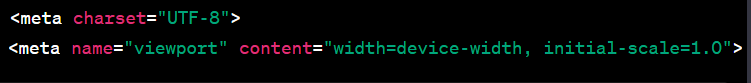 <meta charset="UTF-8">
<meta name="viewport" content="width=device-width, initial-scale=1.0">